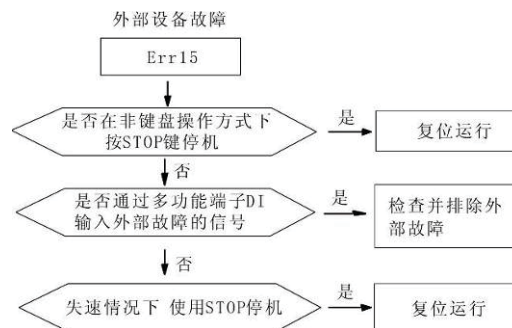 外部设备故障
Err15
是否在非键盘操作方式下
按STOP键停机
是
复位运行
否
是否通过多功能端子DI
输入外部故障的信号
是
检查并排除外
部故障
否
失速情况下 使用STOP停机
是
复位运行